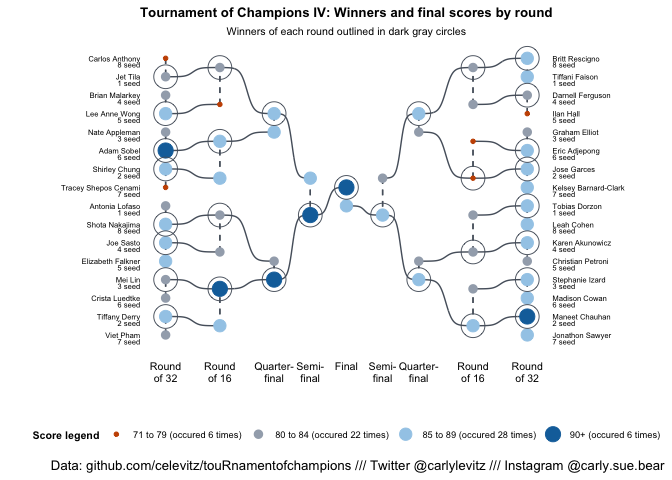 Tournament of Champions IV: Winners and final scores by round
Winners of each round outlined in dark gray circles
Carlos Anthony
8 seed
Jet Tila
1 seed
Brian Malarkey
4 seed
Lee Anne Wong
5 seed
Nate Appleman
3 seed
Adam Sobel
6 seed
Shirley Chung
2 seed
Tracey Shepos Cenami
7 seed
Antonia Lofaso
1 seed
Shota Nakajima
8 seed
Joe Sasto
4 seed
Elizabeth Falkner
5 seed
Mei Lin
3 seed
Crista Luedtke
6 seed
Tiffany Derry
2 seed
Viet Pham
7 seed
Britt Rescigno
8 seed
Tiffani Faison
1 seed
Darnell Ferguson
4 seed
Ilan Hall
5 seed
Graham Elliot
3 seed
Eric Adjepong
6 seed
Jose Garces
2 seed
Kelsey Barnard-Clark
7 seed
Tobias Dorzon
1 seed
Leah Cohen
8 seed
Karen Akunowicz
4 seed
Christian Petroni
5 seed
Stephanie Izard
3 seed
Madison Cowan
6 seed
Maneet Chauhan
2 seed
Jonathon Sawyer
7 seed
Round
of 32
Round
of 16
Quarter-
final
Semi-
final
Final
Semi-
final
Quarter-
final
Round
of 16
Round
of 32
Score legend
71 to 79 (occured 6 times)
80 to 84 (occured 22 times)
85 to 89 (occured 28 times)
90+ (occured 6 times)
Data: github.com/celevitz/touRnamentofchampions /// Twitter @carlylevitz /// Instagram @carly.sue.bear